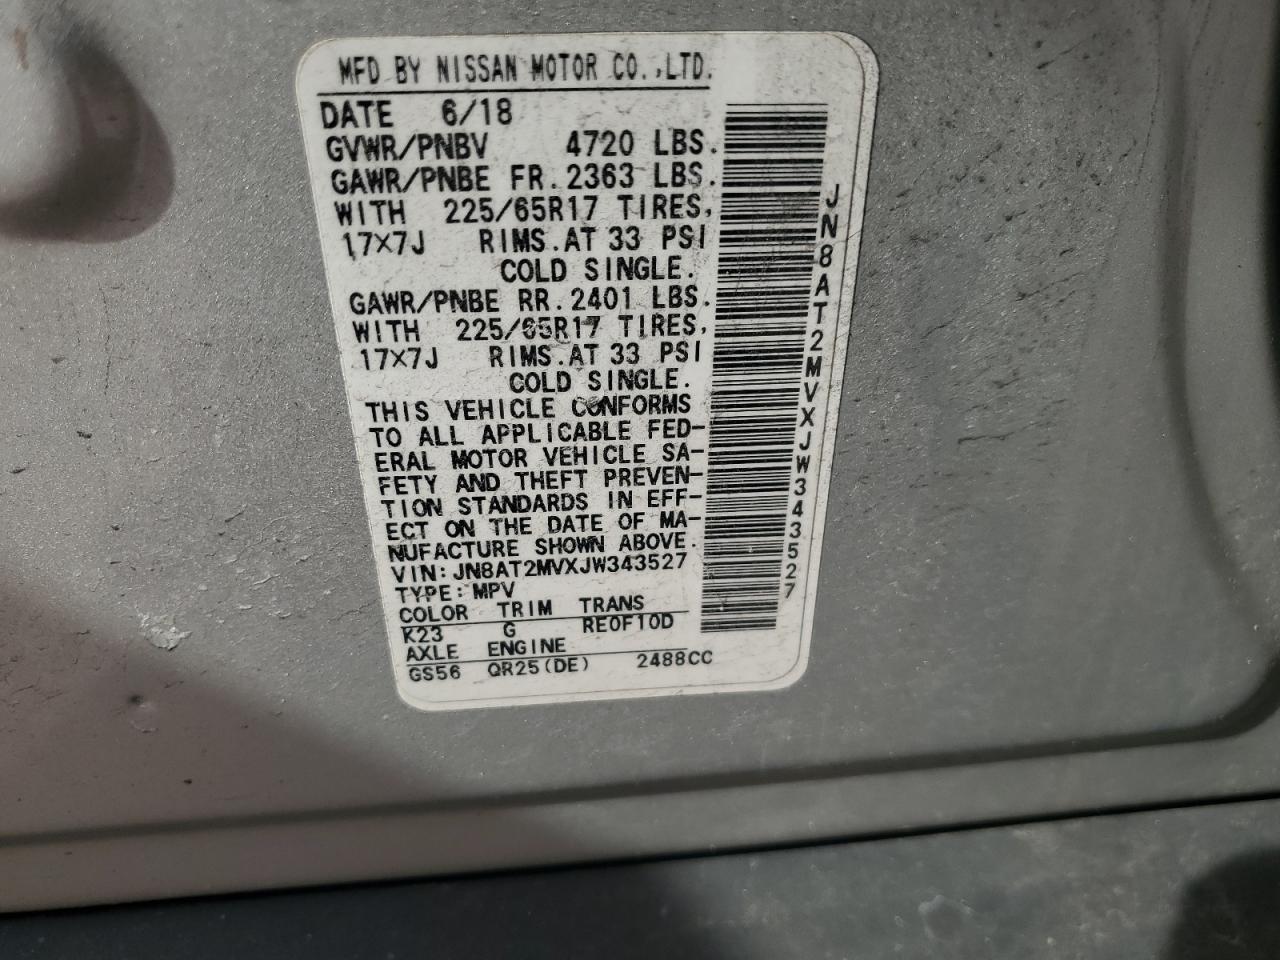 MFD BY NISSAN MOTOR CO.,LTD.
DATE 6/18
GVWR/PNBV 4720 LBS.
GAWR/PNBE FR. 2363 LBS.
WITH 225/65R17 TIRES,
17×7J RIMS.AT 33 PSI
COLD SINGLE.
GAWR/PNBE RR. 2401 LBS.
WITH 225/65R17 TIRES,
17×7J RIMS.AT 33 PSI
COLD SINGLE.
THIS VEHICLE CONFORMS
TO ALL APPLICABLE FED-
ERAL MOTOR VEHICLE SA-
FETY AND THEFT PREVEN-
TION STANDARDS IN EFF-
ECT ON THE DATE OF MA-
NUFACTURE SHOWN ABOVE.
VIN: JN8AT2MVXJW343527
TYPE: MPV
COLOR TRIM TRANS
K23 G RE0F10D
AXLE ENGINE
GS56 QR25(DE) 2488CC
JN8AT2MVXJW343527